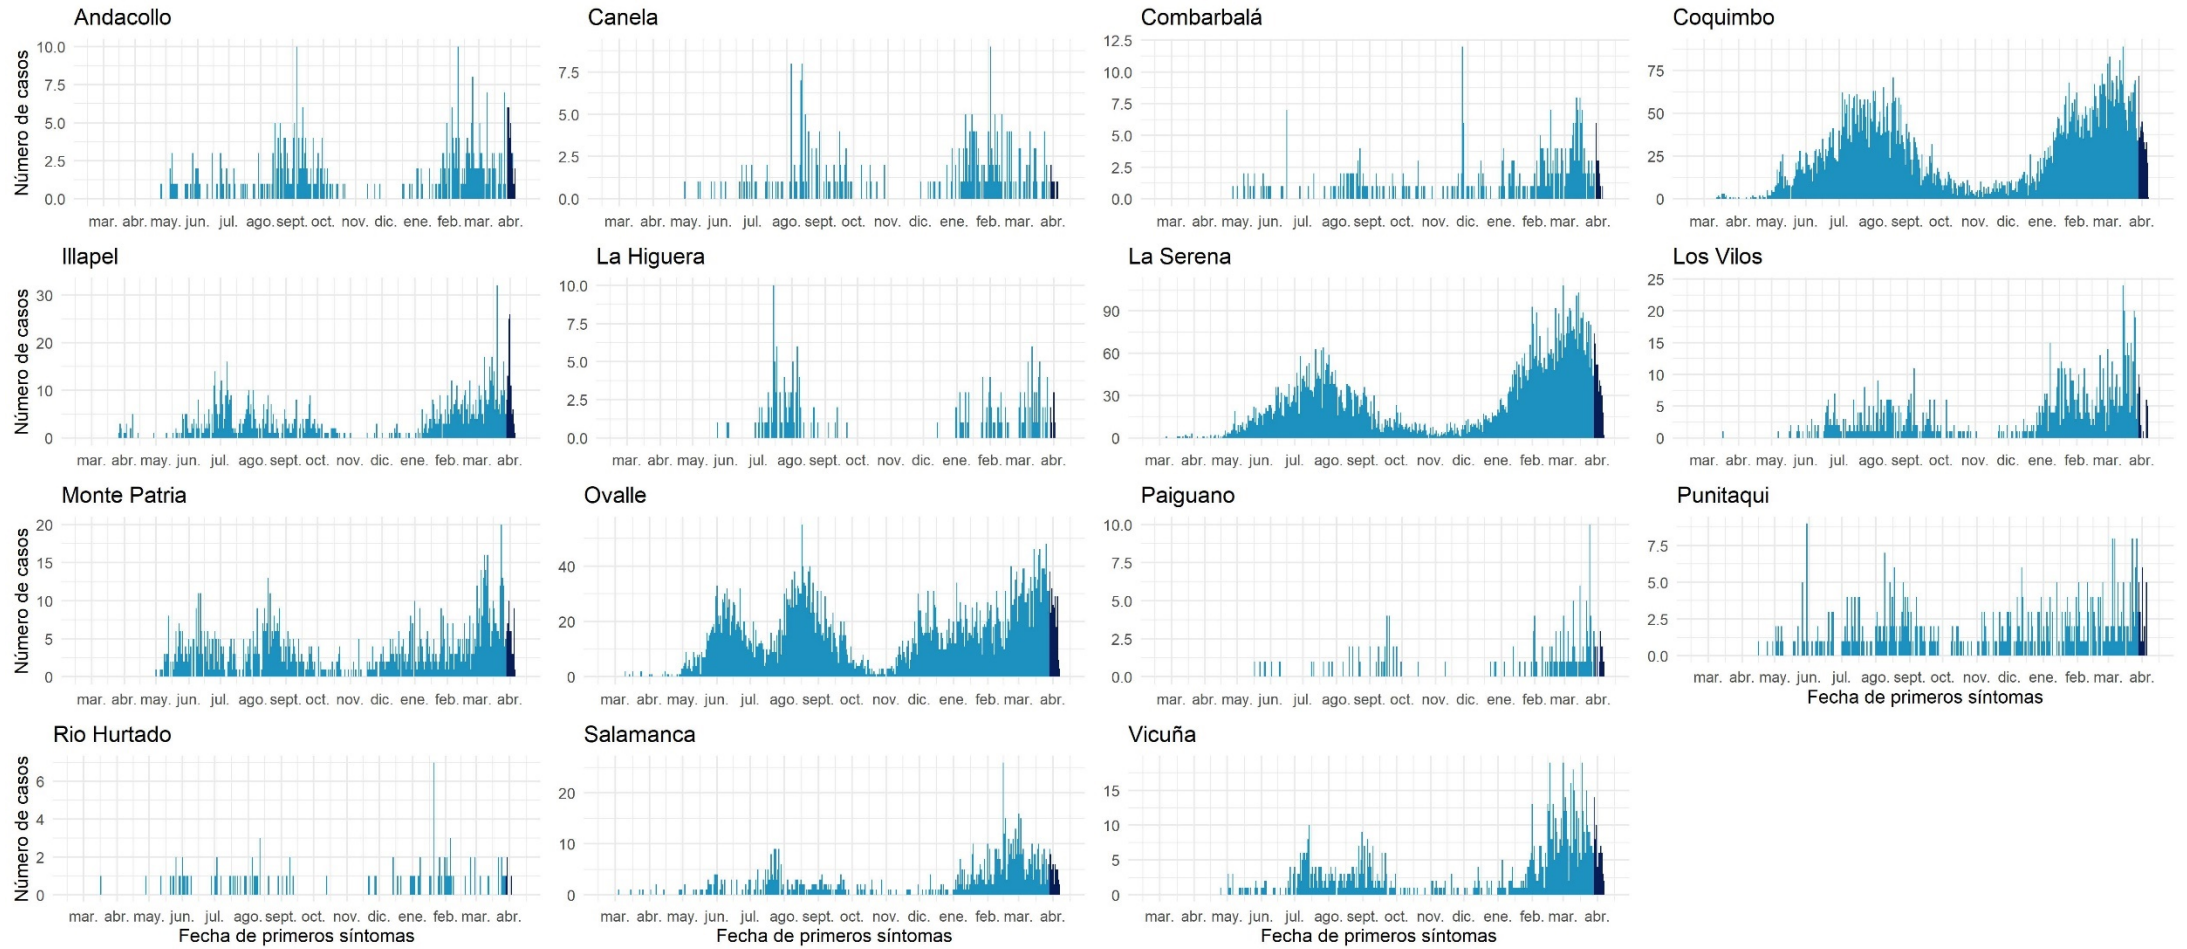 Andacollo
Número de casos
10.0
7.5
5.0
2.5
0.0
mar. abr. may. jun. jul. ago. sept. oct. nov. dic. ene. feb. mar. abr.
Canela
7.5
5.0
2.5
0.0
mar. abr. may. jun. jul. ago. sept. oct. nov. dic. ene. feb. mar. abr.
Combarbalá
12.5
10.0
7.5
5.0
2.5
0.0
mar. abr. may. jun. jul. ago. sept. oct. nov. dic. ene. feb. mar. abr.
Coquimbo
75
50
25
0
mar. abr. may. jun. jul. ago. sept. oct. nov. dic. ene. feb. mar. abr.
Illapel
Número de casos
30
20
10
0
mar. abr. may. jun. jul. ago. sept. oct. nov. dic. ene. feb. mar. abr.
La Higuera
10.0
7.5
5.0
2.5
0.0
mar. abr. may. jun. jul. ago. sept. oct. nov. dic. ene. feb. mar. abr.
La Serena
90
60
30
0
mar. abr. may. jun. jul. ago. sept. oct. nov. dic. ene. feb. mar. abr.
Los Vilos
25
20
15
10
5
0
mar. abr. may. jun. jul. ago. sept. oct. nov. dic. ene. feb. mar. abr.
Monte Patria
Número de casos
20
15
10
5
0
mar. abr. may. jun. jul. ago. sept. oct. nov. dic. ene. feb. mar. abr.
Ovalle
40
20
0
mar. abr. may. jun. jul. ago. sept. oct. nov. dic. ene. feb. mar. abr.
Paiguano
10.0
7.5
5.0
2.5
0.0
mar. abr. may. jun. jul. ago. sept. oct. nov. dic. ene. feb. mar. abr.
Punitaqui
7.5
5.0
2.5
0.0
mar. abr. may. jun. jul. ago. sept. oct. nov. dic. ene. feb. mar. abr.
Fecha de primeros síntomas
Rio Hurtado
Número de casos
6
4
2
0
mar. abr. may. jun. jul. ago. sept. oct. nov. dic. ene. feb. mar. abr.
Fecha de primeros síntomas
Salamanca
20
10
0
mar. abr. may. jun. jul. ago. sept. oct. nov. dic. ene. feb. mar. abr.
Fecha de primeros síntomas
Vicuña
15
10
5
0
mar. abr. may. jun. jul. ago. sept. oct. nov. dic. ene. feb. mar. abr.
Fecha de primeros síntomas